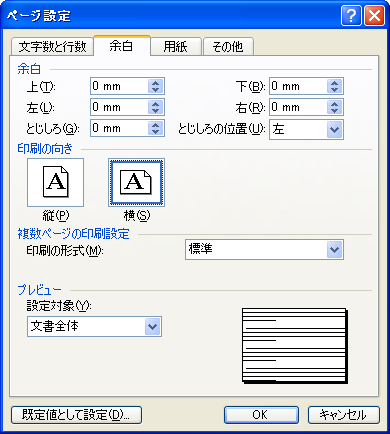 ページ設定
文字数と行数 余白 用紙 その他
余白
上(T): 0 mm 下(B): 0 mm
左(L): 0 mm 右(R): 0 mm
とじしろ(G): 0 mm とじしろの位置(U): 左
印刷の向き
A A
縦(P) 横(S)
複数ページの印刷設定
印刷の形式(M): 標準
プレビュー
設定対象(Y):
文書全体
既定値として設定(D)... OK キャンセル